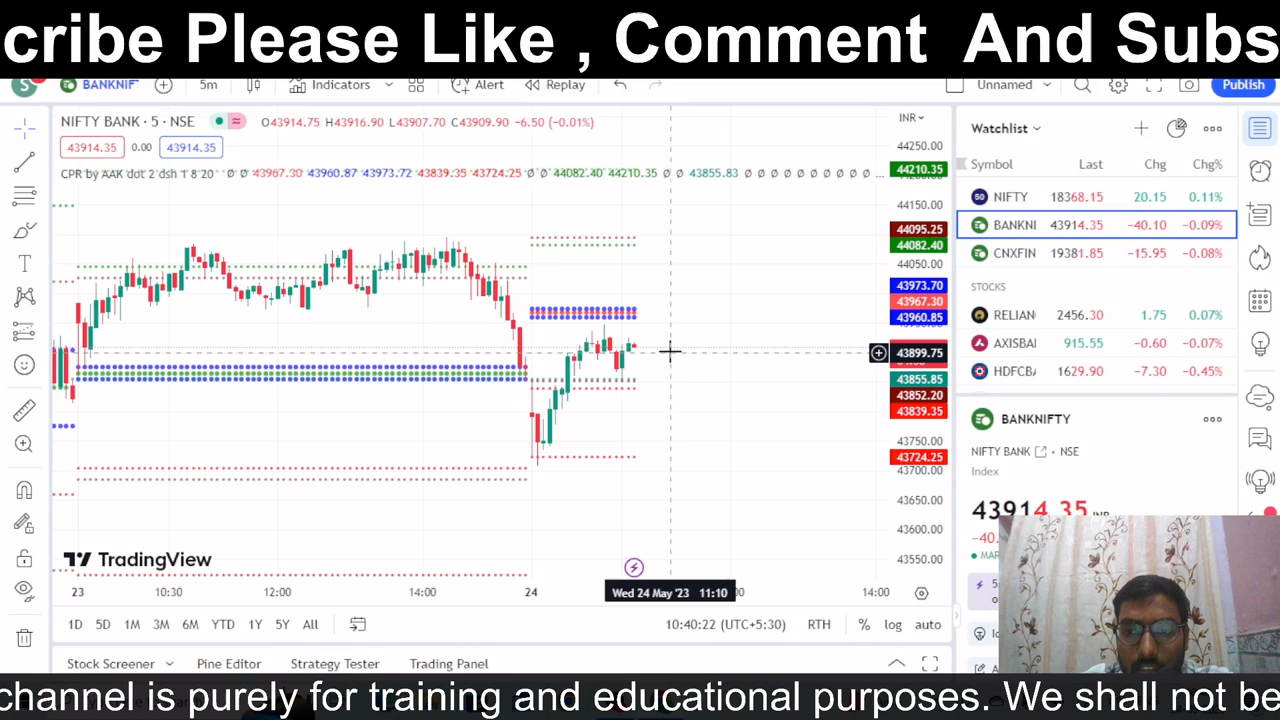 cribe Please Like , Comment And Subs
S BANKNIF 5m Indicators Alert Replay Unnamed Publish
NIFTY BANK · 5 · NSE O43914.75 H43916.90 L43907.70 C43909.90 −6.50 (−0.01%)
43914.35 0.00 43914.35
43967.30 43960.87 43973.72 43839.35 43724.25 ∅ ∅ 44082.40 44210.35 ∅ ∅ 43855.83 ∅ ∅ ∅ ∅ ∅ ∅ ∅ ∅ ∅ ∅ ...
INR
44250.00
44210.35
44150.00
44095.25
44082.40
44050.00
43973.70
43967.30
43960.85
43899.75
43855.85
43852.20
43839.35
43750.00
43724.25
43700.00
43650.00
43600.00
43550.00
TradingView
23 10:30 12:00 14:00 24 Wed 24 May '23 11:10 14:00
1D 5D 1M 3M 6M YTD 1Y 5Y All 10:40:22 (UTC+5:30) RTH % log auto
Stock Screener Pine Editor Strategy Tester Trading Panel
Watchlist
Symbol Last Chg Chg%
50 NIFTY 18368.15 20.15 0.11%
BANKNI 43914.35 −40.10 −0.09%
CNXFIN 19381.85 −15.95 −0.08%
STOCKS
RELIAN 2456.30 1.75 0.07%
AXISBAI 915.55 −0.60 −0.07%
HDFCB 1629.90 −7.30 −0.45%
BANKNIFTY
NIFTY BANK · NSE
Index
43914.35 INR
−40.
channel is purely for training and educational purposes. We shall not be